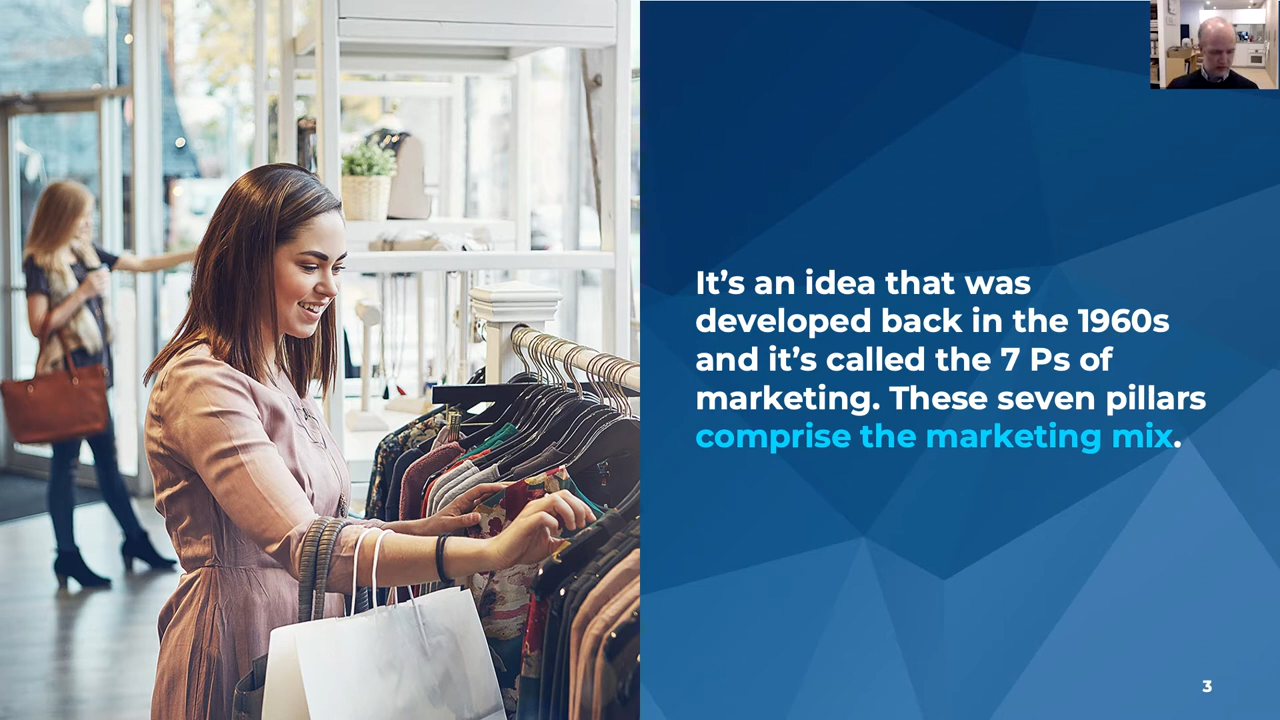 It’s an idea that was
developed back in the 1960s
and it’s called the 7 Ps of
marketing. These seven pillars
comprise the marketing mix.
3